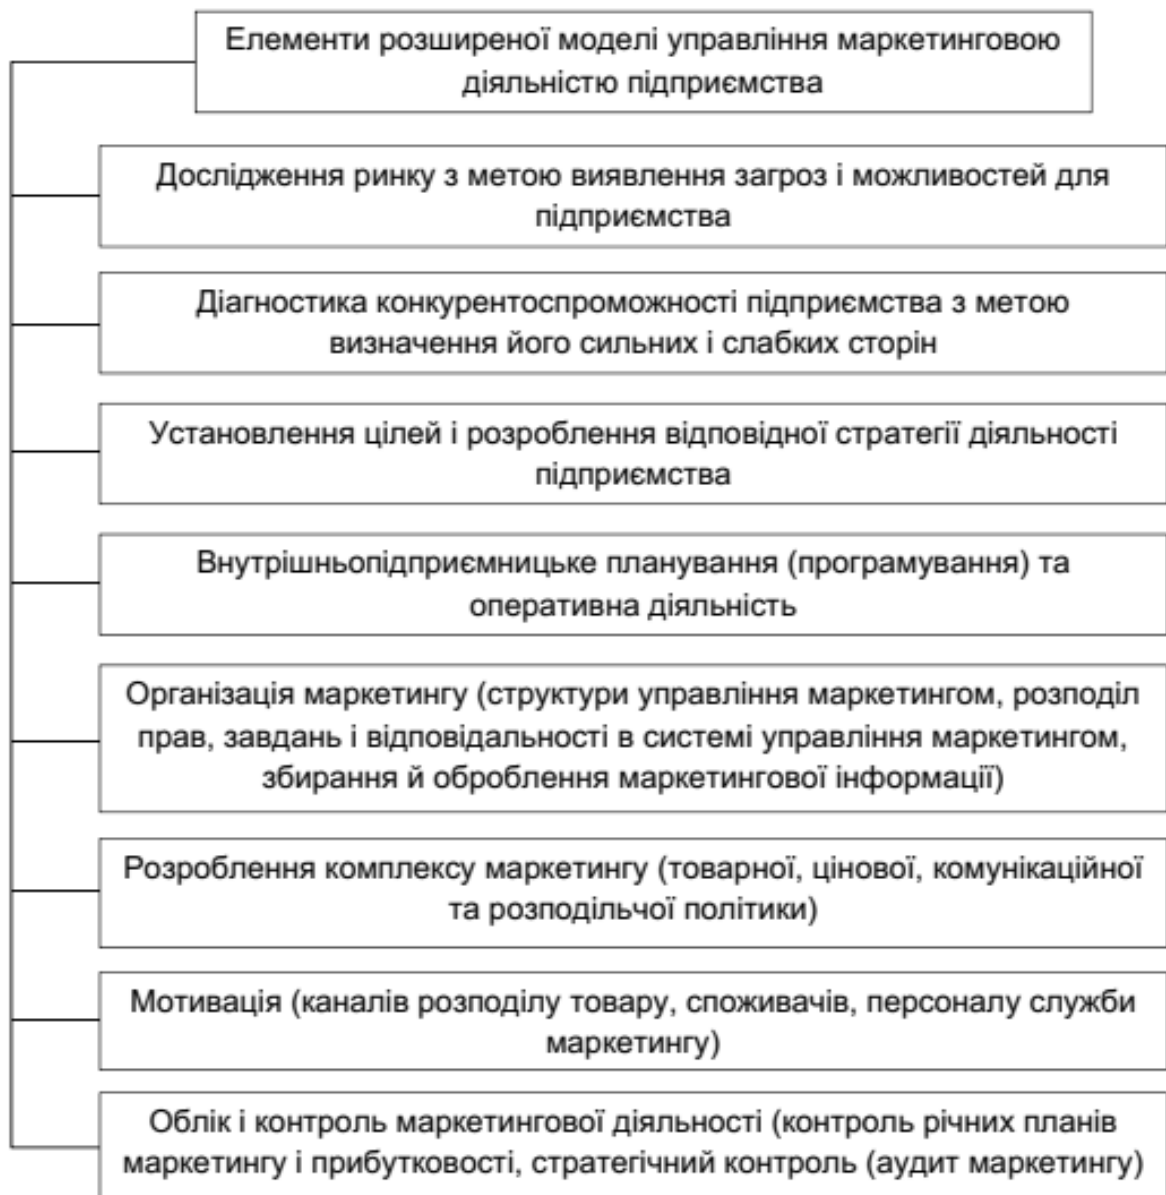 Елементи розширеної моделі управління маркетинговою
діяльністю підприємства
Дослідження ринку з метою виявлення загроз і можливостей для
підприємства
Діагностика конкурентоспроможності підприємства з метою
визначення його сильних і слабких сторін
Установлення цілей і розроблення відповідної стратегії діяльності
підприємства
Внутрішньопідприємницьке планування (програмування) та
оперативна діяльність
Організація маркетингу (структури управління маркетингом, розподіл
прав, завдань і відповідальності в системі управління маркетингом,
збирання й оброблення маркетингової інформації)
Розроблення комплексу маркетингу (товарної, цінової, комунікаційної
та розподільчої політики)
Мотивація (каналів розподілу товару, споживачів, персоналу служби
маркетингу)
Облік і контроль маркетингової діяльності (контроль річних планів
маркетингу і прибутковості, стратегічний контроль (аудит маркетингу)